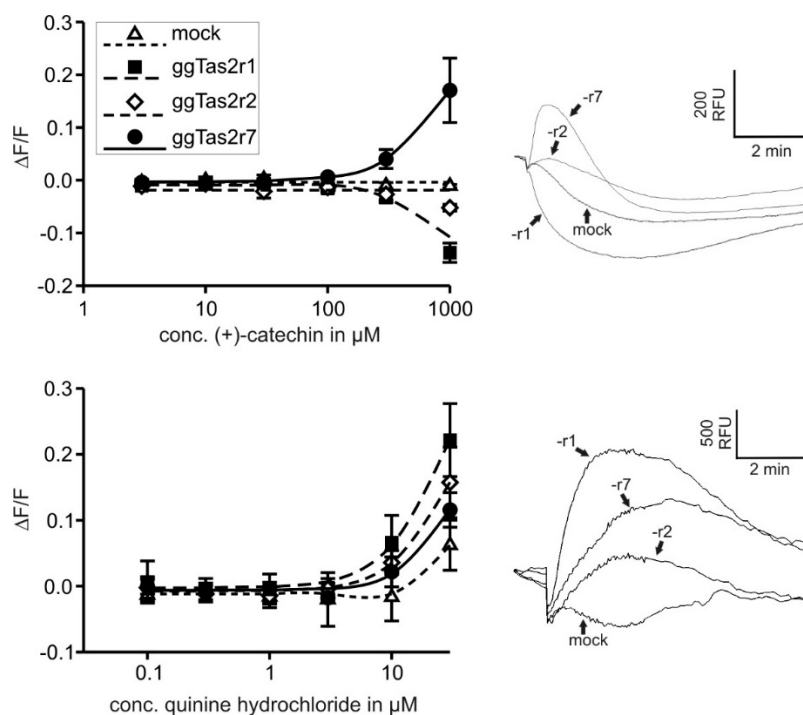 0.3
0.2
0.1
0.0
-0.1
-0.2
ΔF/F
mock
ggTas2r1
ggTas2r2
ggTas2r7
1
10
100
1000
conc. (+)-catechin in µM
-r7
-r2
-r1
mock
200
RFU
2 min
0.3
0.2
0.1
0.0
-0.1
ΔF/F
0.1
1
10
conc. quinine hydrochloride in µM
-r1
-r7
-r2
mock
500
RFU
2 min